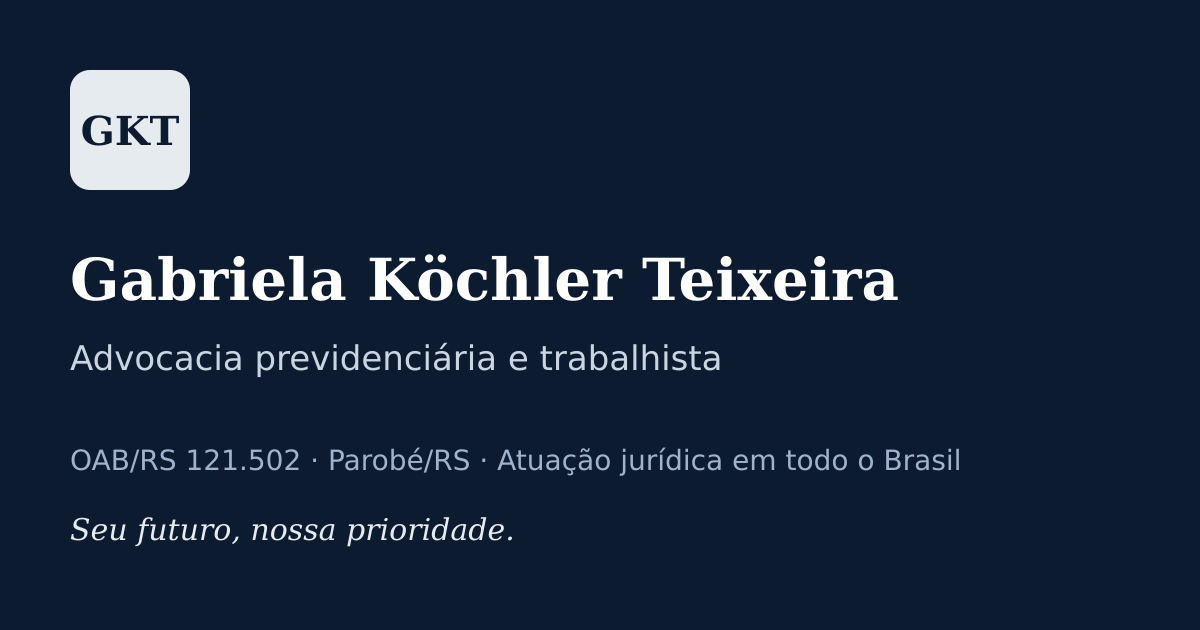 GKT
Gabriela Köchler Teixeira
Advocacia previdenciária e trabalhista
OAB/RS 121.502 · Parobé/RS · Atuação jurídica em todo o Brasil
Seu futuro, nossa prioridade.